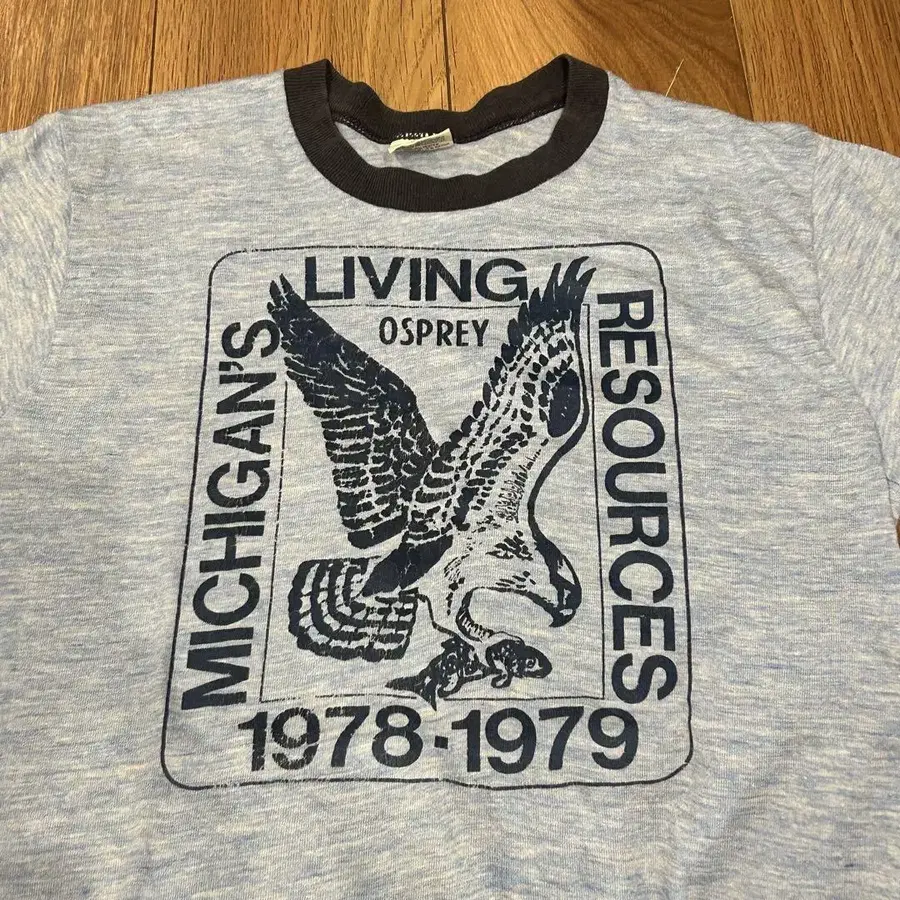 MICHIGAN'S
LIVING
RESOURCES
OSPREY
1978·1979